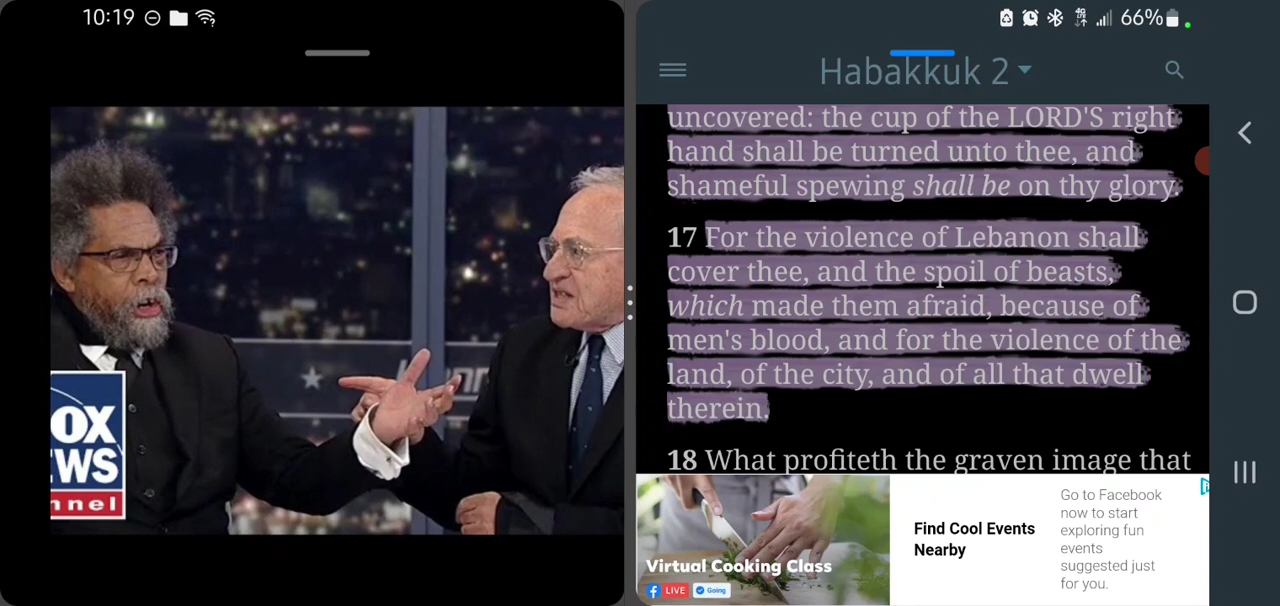 10:19
66%
Habakkuk 2
uncovered: the cup of the LORD'S right
hand shall be turned unto thee, and
shameful spewing shall be on thy glory.
17 For the violence of Lebanon shall
cover thee, and the spoil of beasts,
which made them afraid, because of
men's blood, and for the violence of the
land, of the city, and of all that dwell
therein.
18 What profiteth the graven image that
OX
WS
nnel
Virtual Cooking Class
LIVE
Going
Find Cool Events
Nearby
Go to Facebook
now to start
exploring fun
events
suggested just
for you.